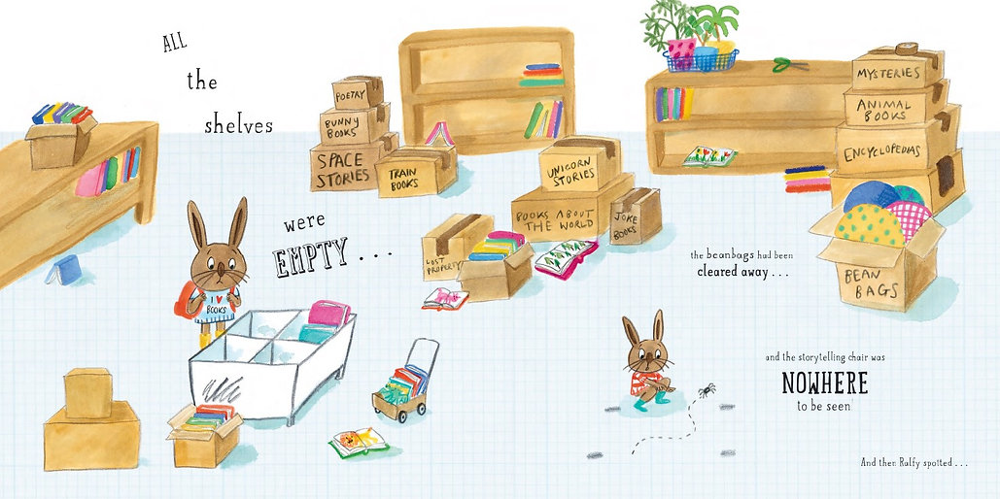 ALL
the
shelves
were
EMPTY ...
POETRY
BUNNY
BOOKS
SPACE
STORIES
TRAIN
BOOKS
UNICORN
STORIES
BOOKS ABOUT
THE WORLD
JOKE
BOOKS
LOST
PROPERTY
MYSTERIES
ANIMAL
BOOKS
ENCYCLOPEDIAS
BEAN
BAGS
I ♥
BOOKS
the beanbags had been
cleared away ...
and the storytelling chair was
NOWHERE
to be seen
And then Ralfy spotted ...